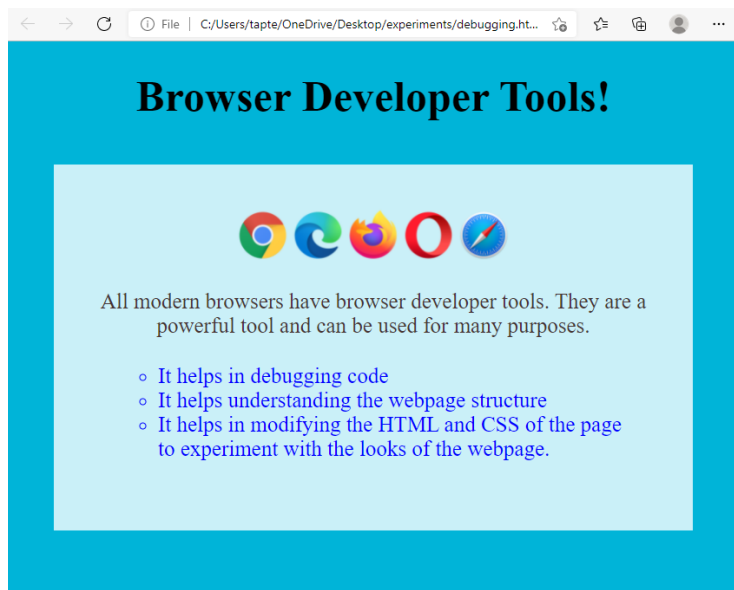 File | C:/Users/tapte/OneDrive/Desktop/experiments/debugging.ht...
Browser Developer Tools!
All modern browsers have browser developer tools. They are a
powerful tool and can be used for many purposes.
It helps in debugging code
It helps understanding the webpage structure
It helps in modifying the HTML and CSS of the page
to experiment with the looks of the webpage.